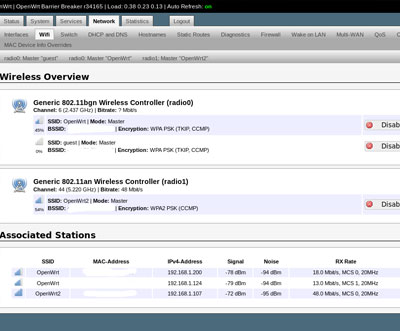 nWrt | OpenWrt Barrier Breaker r34165 | Load: 0.38 0.23 0.13 | Auto Refresh: on
Status System Services Network Statistics Logout
Interfaces Wifi Switch DHCP and DNS Hostnames Static Routes Diagnostics Firewall Wake on LAN Multi-WAN QoS
MAC Device Info Overrides
radio0: Master "guest" radio0: Master "OpenWrt" radio1: Master "OpenWrt2"
Wireless Overview
Generic 802.11bgn Wireless Controller (radio0)
Channel: 6 (2.437 GHz) | Bitrate: ? Mbit/s
SSID: OpenWrt | Mode: Master
45% BSSID: | Encryption: WPA PSK (TKIP, CCMP)
Disab
SSID: guest | Mode: Master
0% BSSID: | Encryption: WPA PSK (TKIP, CCMP)
Disab
Generic 802.11an Wireless Controller (radio1)
Channel: 44 (5.220 GHz) | Bitrate: 48 Mbit/s
SSID: OpenWrt2 | Mode: Master
BSSID: | Encryption: WPA2 PSK (CCMP)
Disab
Associated Stations
SSID MAC-Address IPv4-Address Signal Noise RX Rate
OpenWrt 192.168.1.200 -78 dBm -94 dBm 18.0 Mbit/s, MCS 0, 20MHz
OpenWrt 192.168.1.124 -79 dBm -94 dBm 13.0 Mbit/s, MCS 1, 20MHz
OpenWrt2 192.168.1.107 -72 dBm -95 dBm 48.0 Mbit/s, MCS 0, 20MHz